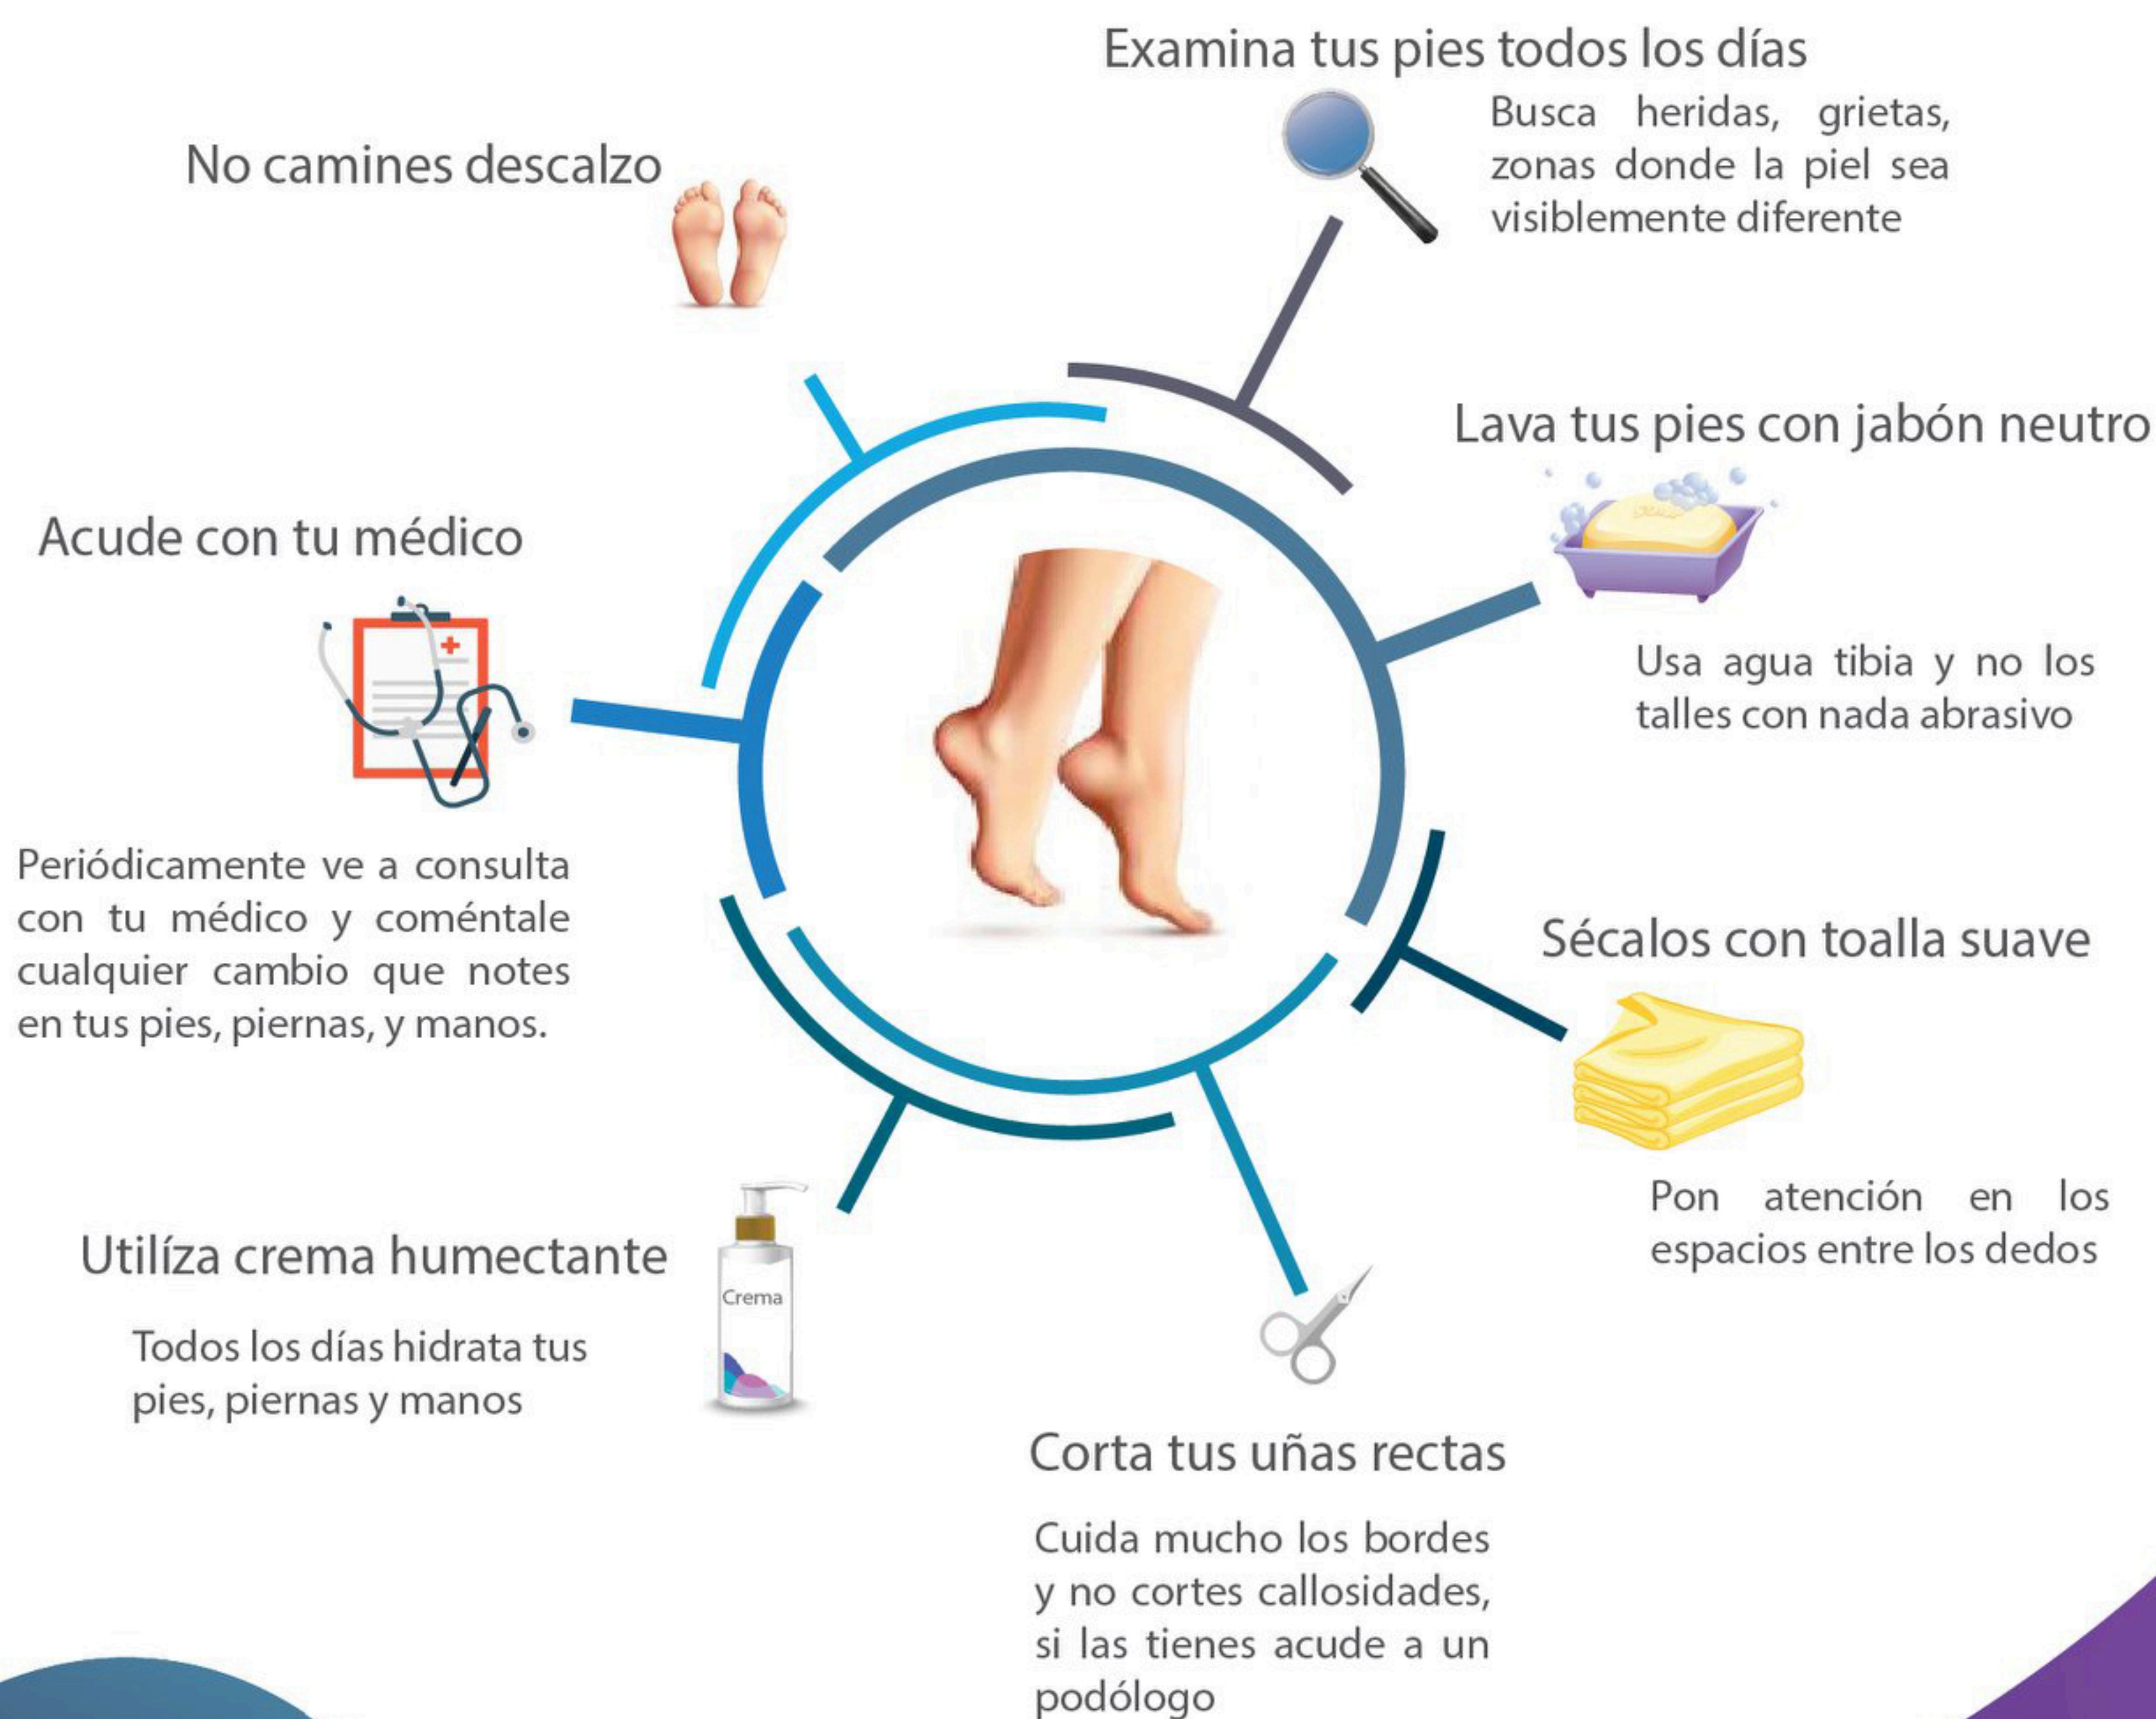 Examina tus pies todos los días
Busca heridas, grietas,
zonas donde la piel sea
visiblemente diferente
Lava tus pies con jabón neutro
SOAP
Usa agua tibia y no los
talles con nada abrasivo
Sécalos con toalla suave
Pon atención en los
espacios entre los dedos
Corta tus uñas rectas
Cuida mucho los bordes
y no cortes callosidades,
si las tienes acude a un
podólogo
Utilíza crema humectante
Crema
Todos los días hidrata tus
pies, piernas y manos
Acude con tu médico
Periódicamente ve a consulta
con tu médico y coméntale
cualquier cambio que notes
en tus pies, piernas, y manos.
No camines descalzo